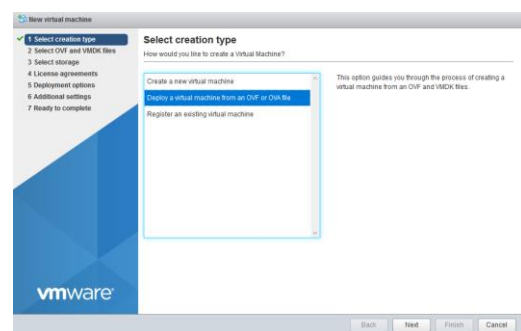 New virtual machine
1 Select creation type
2 Select OVF and VMDK files
3 Select storage
4 License agreements
5 Deployment options
6 Additional settings
7 Ready to complete
Select creation type
How would you like to create a Virtual Machine?
Create a new virtual machine
Deploy a virtual machine from an OVF or OVA file
Register an existing virtual machine
This option guides you through the process of creating a
virtual machine from an OVF and VMDK files.
vmware
Back
Next
Finish
Cancel